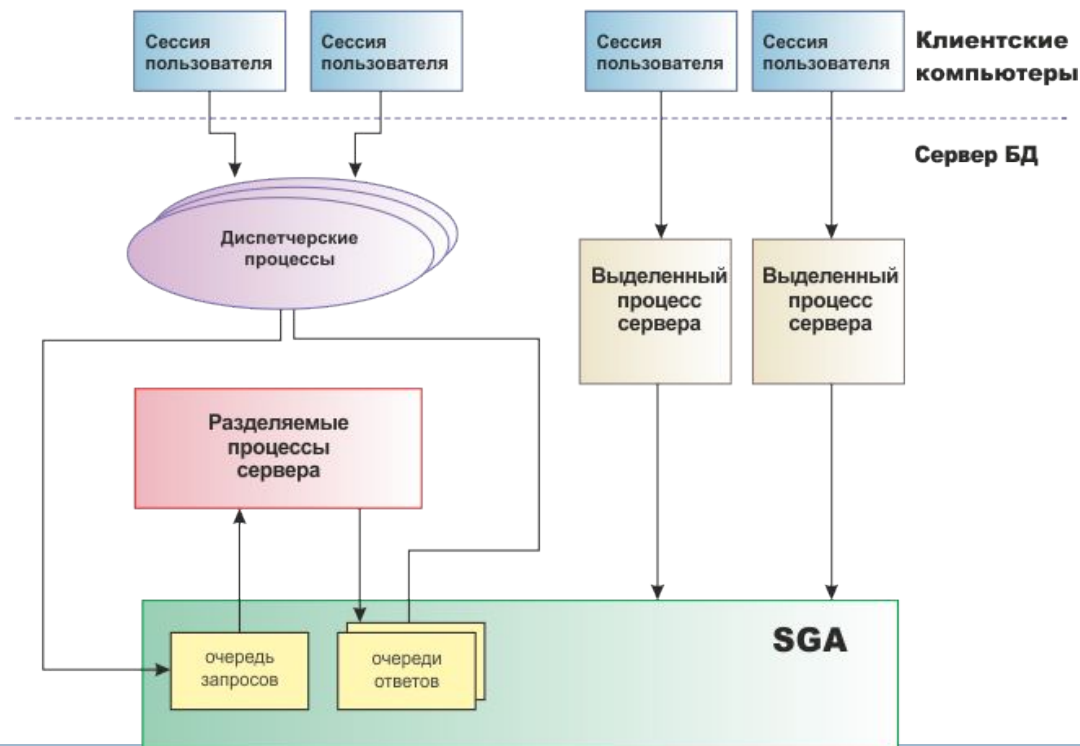 Сессия
пользователя
Сессия
пользователя
Сессия
пользователя
Сессия
пользователя
Клиентские
компьютеры
Сервер БД
Диспетчерские
процессы
Выделенный
процесс
сервера
Выделенный
процесс
сервера
Разделяемые
процессы
сервера
SGA
очередь
запросов
очереди
ответов